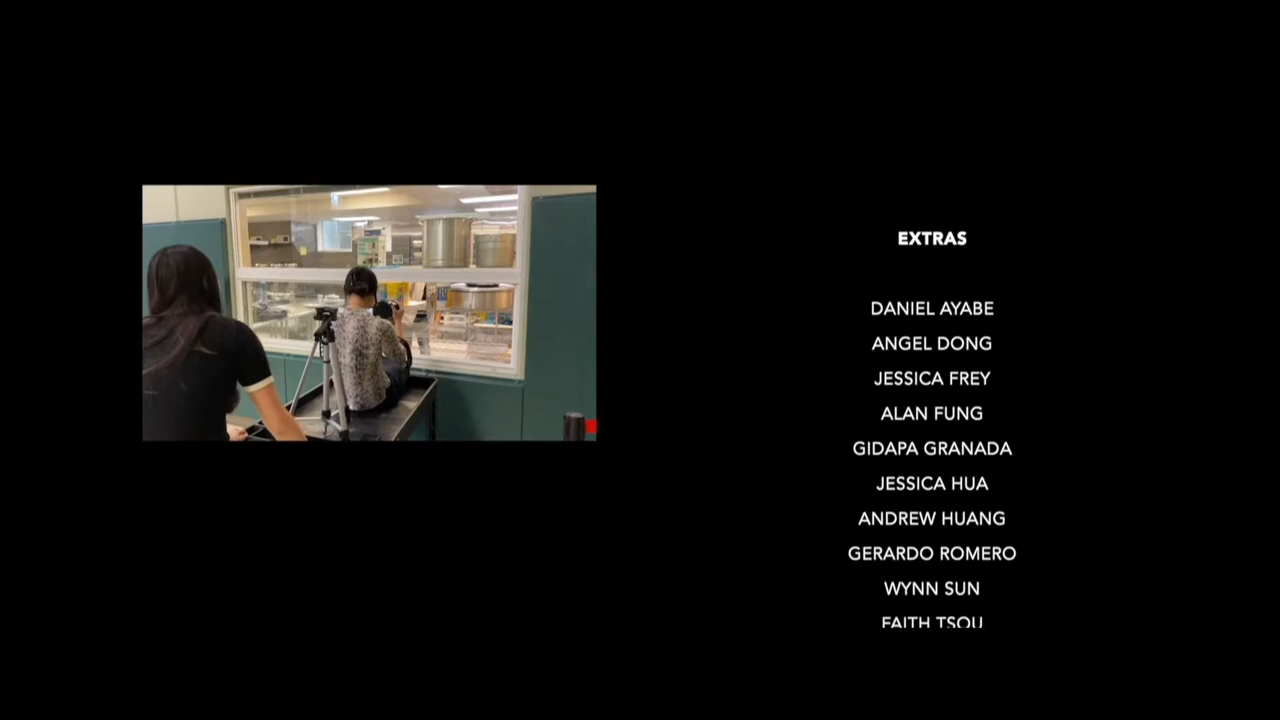 EXTRAS
DANIEL AYABE
ANGEL DONG
JESSICA FREY
ALAN FUNG
GIDAPA GRANADA
JESSICA HUA
ANDREW HUANG
GERARDO ROMERO
WYNN SUN
FAITH TSOU